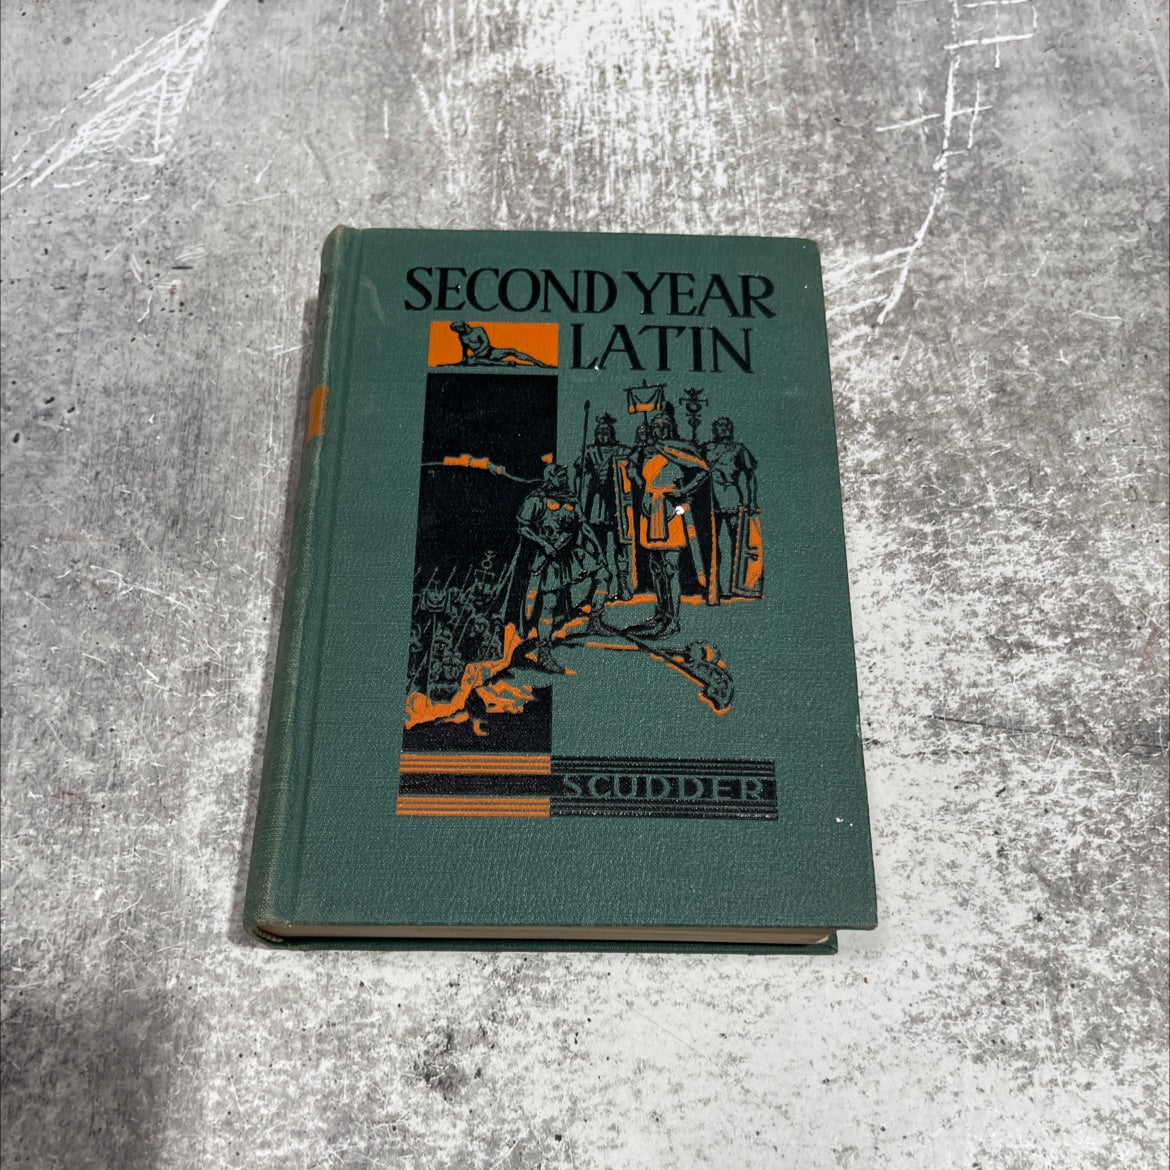 SECOND YEAR
LATIN
SCUDDER